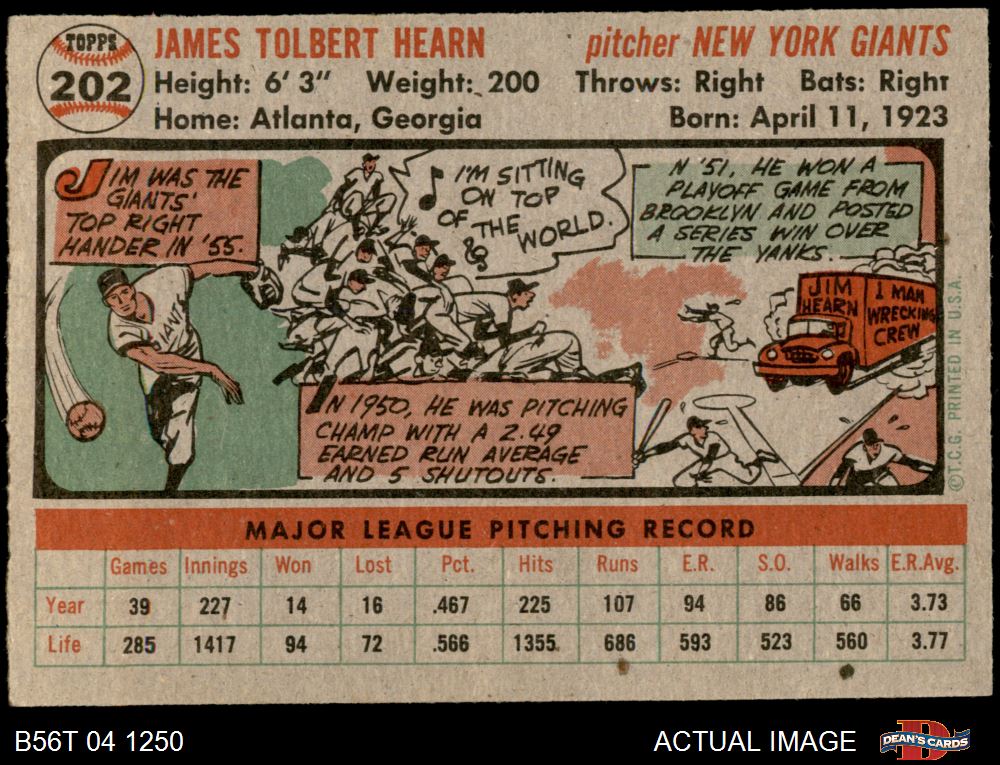 TOPPS
202
JAMES TOLBERT HEARN
pitcher NEW YORK GIANTS
Height: 6' 3" Weight: 200 Throws: Right Bats: Right
Home: Atlanta, Georgia Born: April 11, 1923
JIM WAS THE
GIANTS'
TOP RIGHT
HANDER IN '55.
I'M SITTING
ON TOP
OF THE
WORLD.
N '51, HE WON A
PLAYOFF GAME FROM
BROOKLYN AND POSTED
A SERIES WIN OVER
THE YANKS.
GIANTS
JIM
HEARN
1 MAN
WRECKING
CREW
IN 1950, HE WAS PITCHING
CHAMP WITH A 2.49
EARNED RUN AVERAGE
AND 5 SHUTOUTS.
©T.C.G. PRINTED IN U.S.A.
MAJOR LEAGUE PITCHING RECORD
Games Innings Won Lost Pct. Hits Runs E.R. S.O. Walks E.R.Avg.
Year 39 227 14 16 .467 225 107 94 86 66 3.73
Life 285 1417 94 72 .566 1355 686 593 523 560 3.77
B56T 04 1250
ACTUAL IMAGE
DEAN'S CARDS